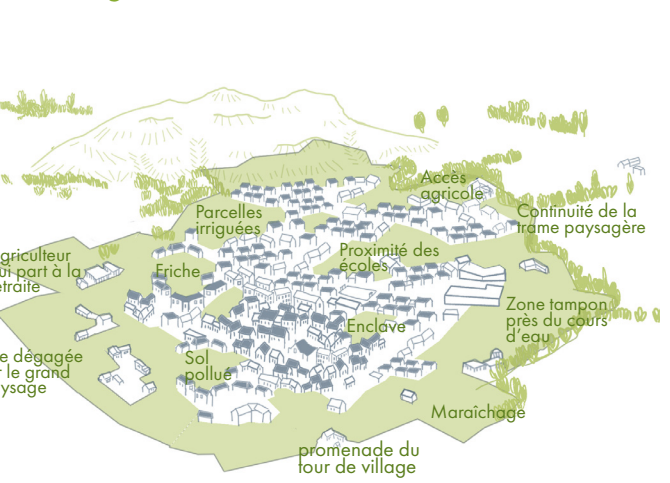 Accès
agricole
Parcelles
irriguées
Continuité de la
trame paysagère
griculteur
ui part à la
etraite
Friche
Proximité des
écoles
Zone tampon
près du cours
d'eau
Enclave
e dégagée
r le grand
ysage
Sol
pollué
Maraîchage
promenade du
tour de village